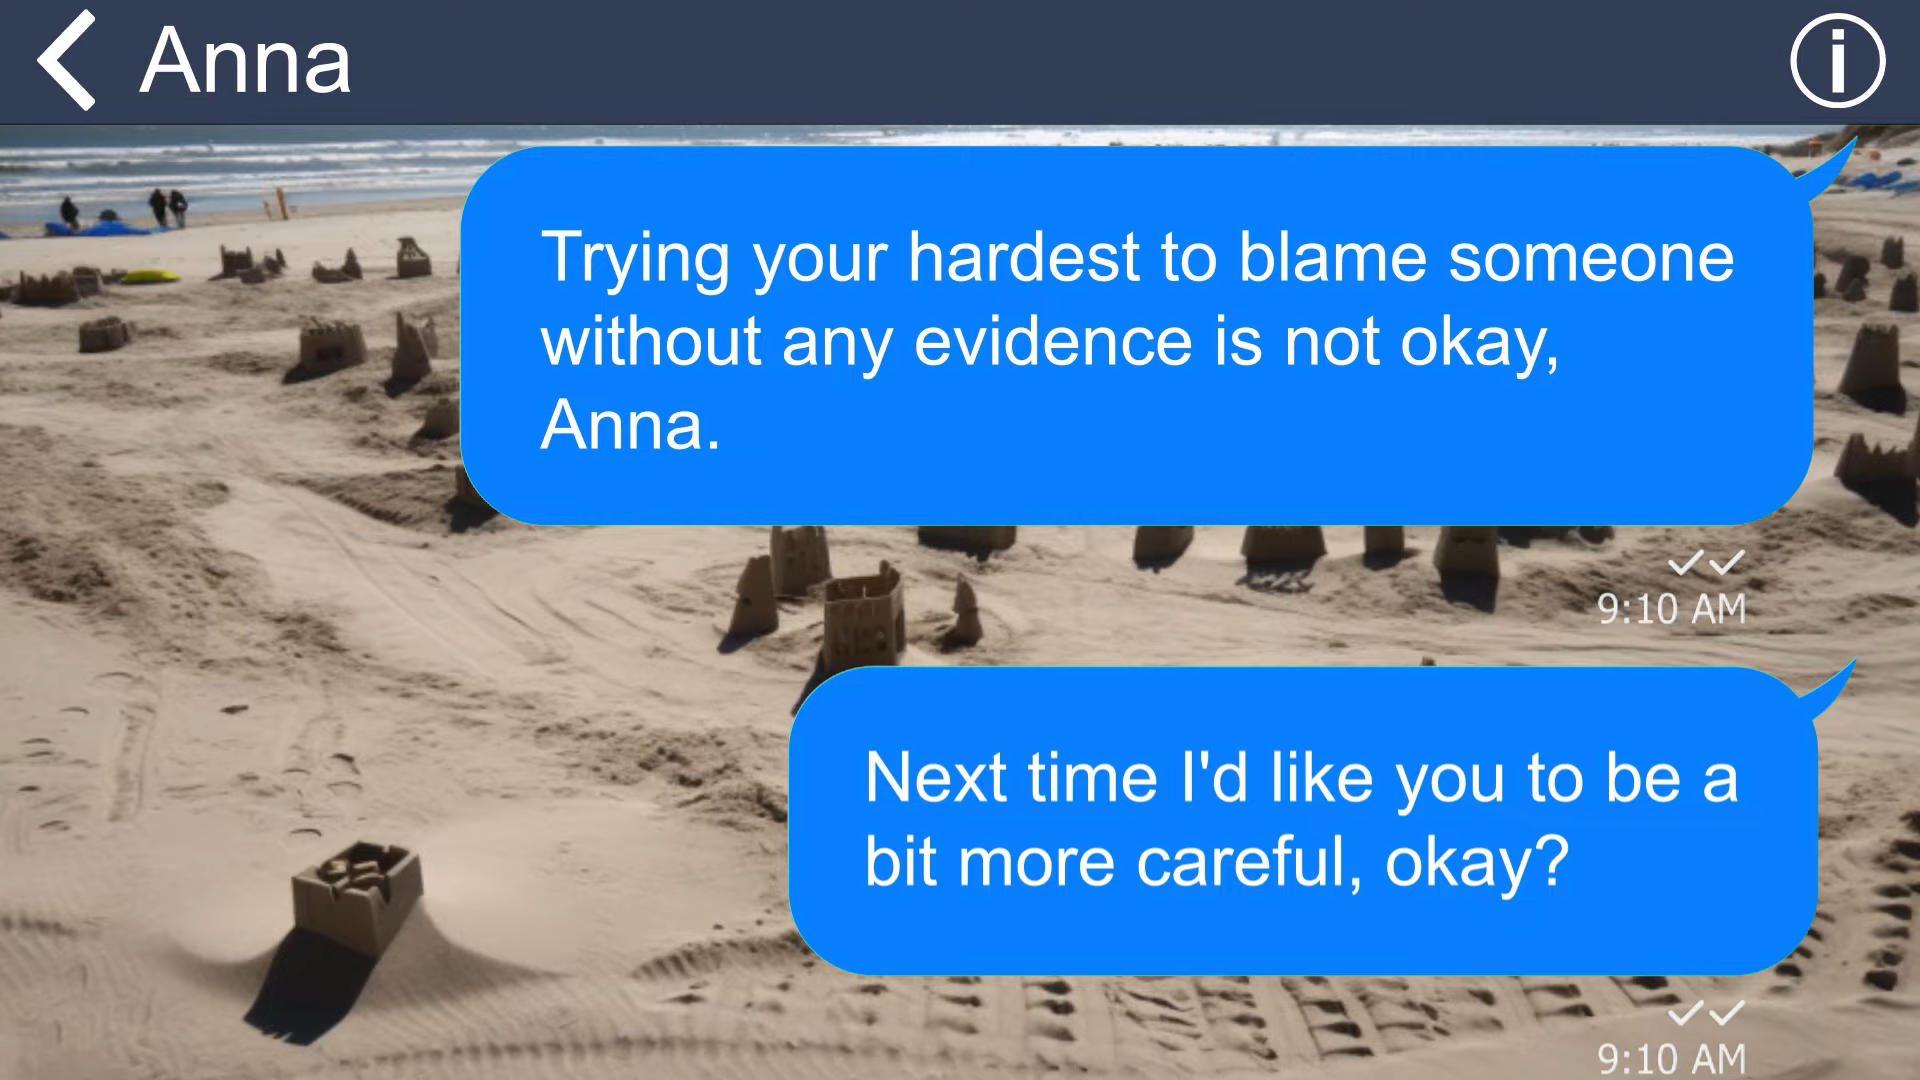 Anna
Trying your hardest to blame someone
without any evidence is not okay,
Anna.
9:10 AM
Next time I'd like you to be a
bit more careful, okay?
9:10 AM